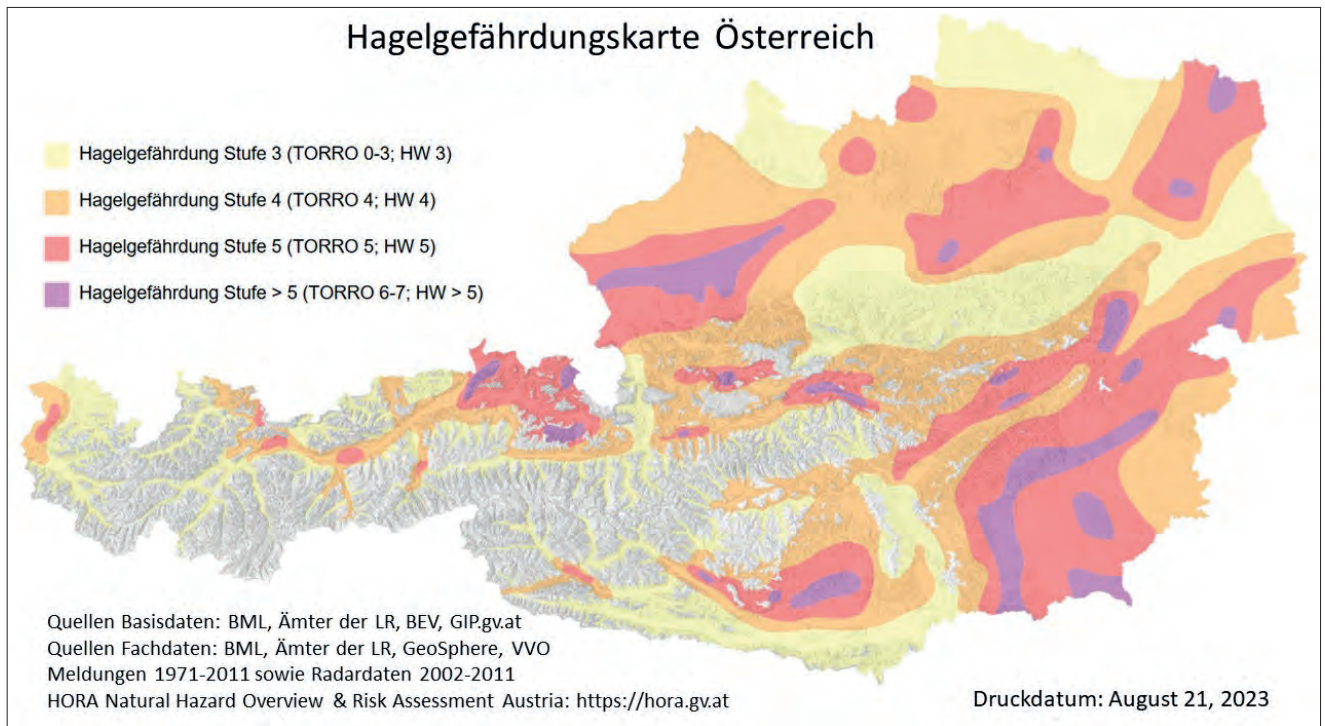 Hagelgefährdungskarte Österreich
Hagelgefährdung Stufe 3 (TORRO 0-3; HW 3)
Hagelgefährdung Stufe 4 (TORRO 4; HW 4)
Hagelgefährdung Stufe 5 (TORRO 5; HW 5)
Hagelgefährdung Stufe > 5 (TORRO 6-7; HW > 5)
Quellen Basisdaten: BML, Ämter der LR, BEV, GIP.gv.at
Quellen Fachdaten: BML, Ämter der LR, GeoSphere, VVO
Meldungen 1971-2011 sowie Radardaten 2002-2011
HORA Natural Hazard Overview & Risk Assessment Austria: https://hora.gv.at
Druckdatum: August 21, 2023